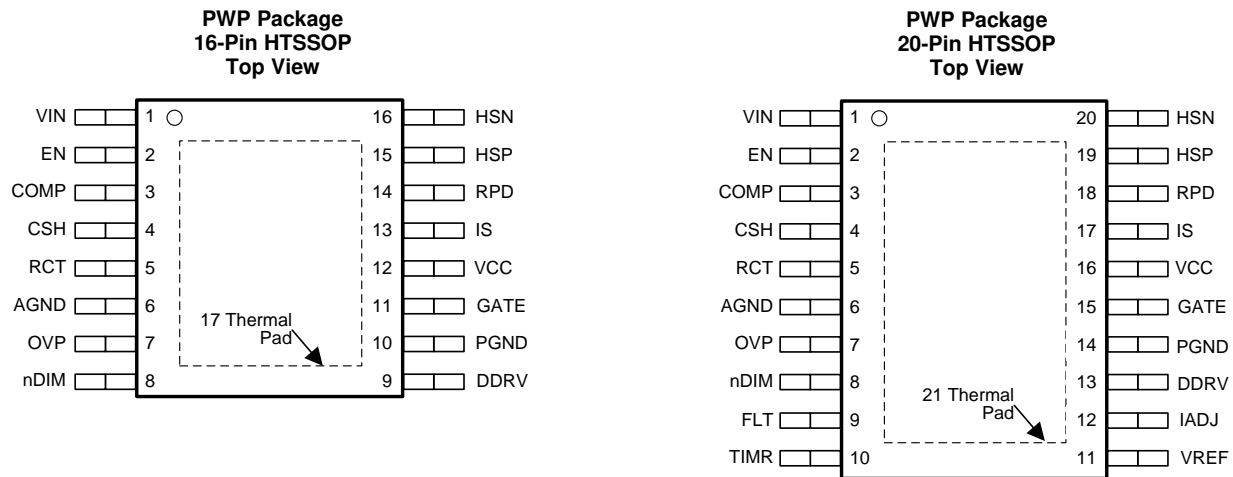 PWP Package
16-Pin HTSSOP
Top View
VIN 1 16 HSN
EN 2 15 HSP
COMP 3 14 RPD
CSH 4 13 IS
RCT 5 12 VCC
AGND 6 11 GATE
OVP 7 10 PGND
nDIM 8 9 DDRV
17 Thermal
Pad
PWP Package
20-Pin HTSSOP
Top View
VIN 1 20 HSN
EN 2 19 HSP
COMP 3 18 RPD
CSH 4 17 IS
RCT 5 16 VCC
AGND 6 15 GATE
OVP 7 14 PGND
nDIM 8 13 DDRV
FLT 9 12 IADJ
TIMR 10 11 VREF
21 Thermal
Pad